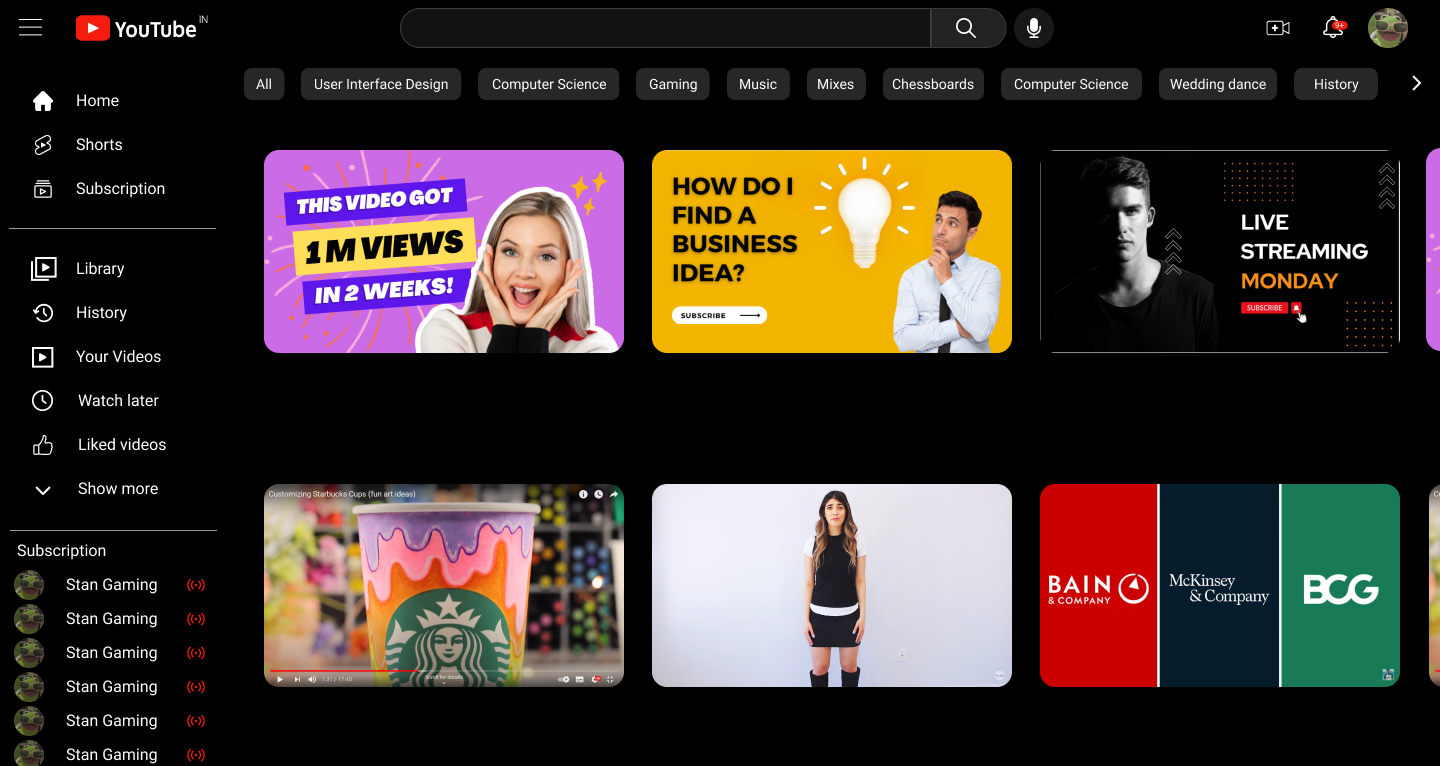 YouTube IN
9+
All User Interface Design Computer Science Gaming Music Mixes Chessboards Computer Science Wedding dance History
Home
Shorts
Subscription
Library
History
Your Videos
Watch later
Liked videos
Show more
Subscription
Stan Gaming
Stan Gaming
Stan Gaming
Stan Gaming
Stan Gaming
Stan Gaming
THIS VIDEO GOT
1 M VIEWS
IN 2 WEEKS!
HOW DO I
FIND A
BUSINESS
IDEA?
SUBSCRIBE
LIVE
STREAMING
MONDAY
SUBSCRIBE
Customizing Starbucks Cups (fun art ideas)
7:31 / 17:40
Scroll for details
BAIN
& COMPANY
McKinsey
& Company
BCG